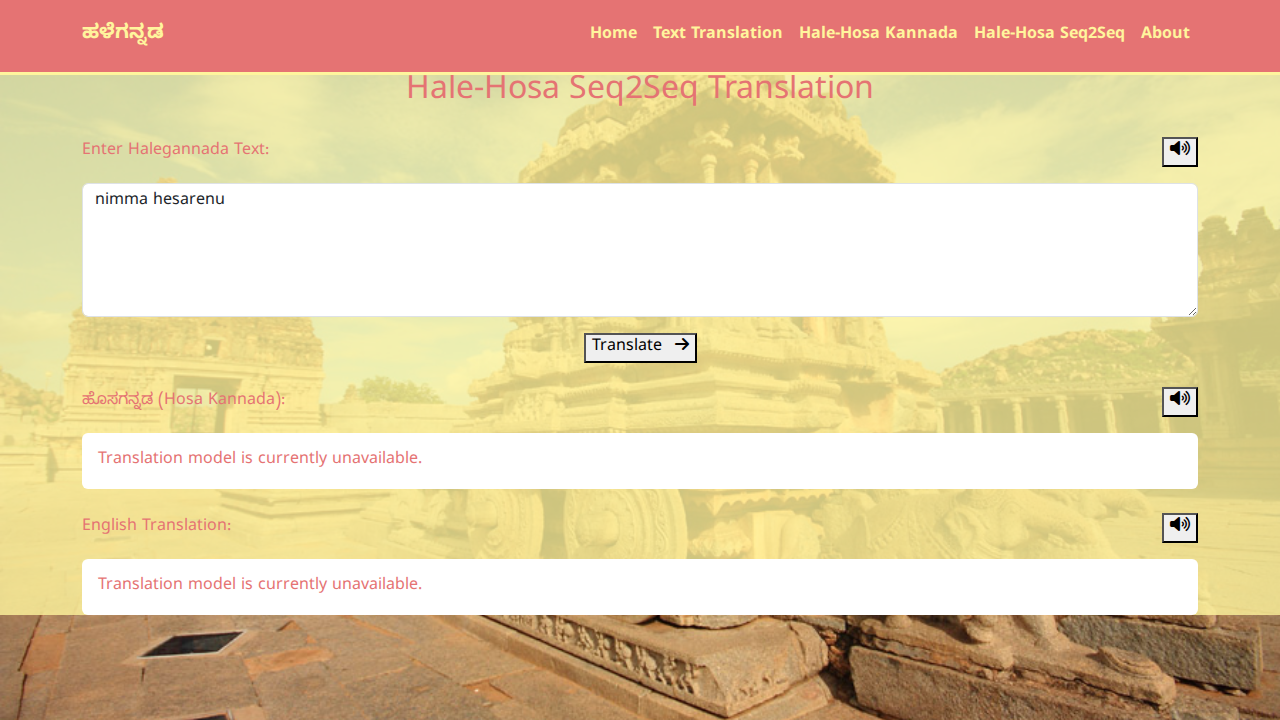 ಹಳೆಗನ್ನಡ
Home Text Translation Hale-Hosa Kannada Hale-Hosa Seq2Seq About
Hale-Hosa Seq2Seq Translation
Enter Halegannada Text:
nimma hesarenu
Translate →
ಹೊಸಗನ್ನಡ (Hosa Kannada):
Translation model is currently unavailable.
English Translation:
Translation model is currently unavailable.